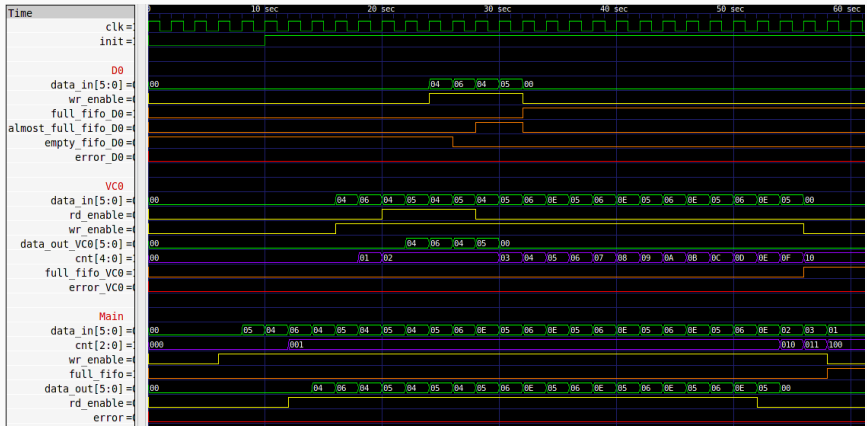 Time 0 10 sec 20 sec 30 sec 40 sec 50 sec 60 sec
clk =
init =
D0
data_in[5:0] = 00 04 06 04 05 00
wr_enable =
full_fifo_D0 =
almost_full_fifo_D0 =
empty_fifo_D0 =
error_D0 =
VC0
data_in[5:0] = 00 04 06 04 05 04 05 04 05 06 0E 05 06 0E 05 06 0E 05 06 0E 05 00
rd_enable =
wr_enable =
data_out_VC0[5:0] = 00 04 06 04 05 00
cnt[4:0] = 00 01 02 03 04 05 06 07 08 09 0A 0B 0C 0D 0E 0F 10
full_fifo_VC0 =
error_VC0 =
Main
data_in[5:0] = 00 05 04 06 04 05 04 05 04 05 06 0E 05 06 0E 05 06 0E 05 06 0E 05 06 0E 02 03 01
cnt[2:0] = 000 001 010 011 100
wr_enable =
full_fifo =
data_out[5:0] = 00 04 06 04 05 04 05 04 05 06 0E 05 06 0E 05 06 0E 05 06 0E 05 00
rd_enable =
error =